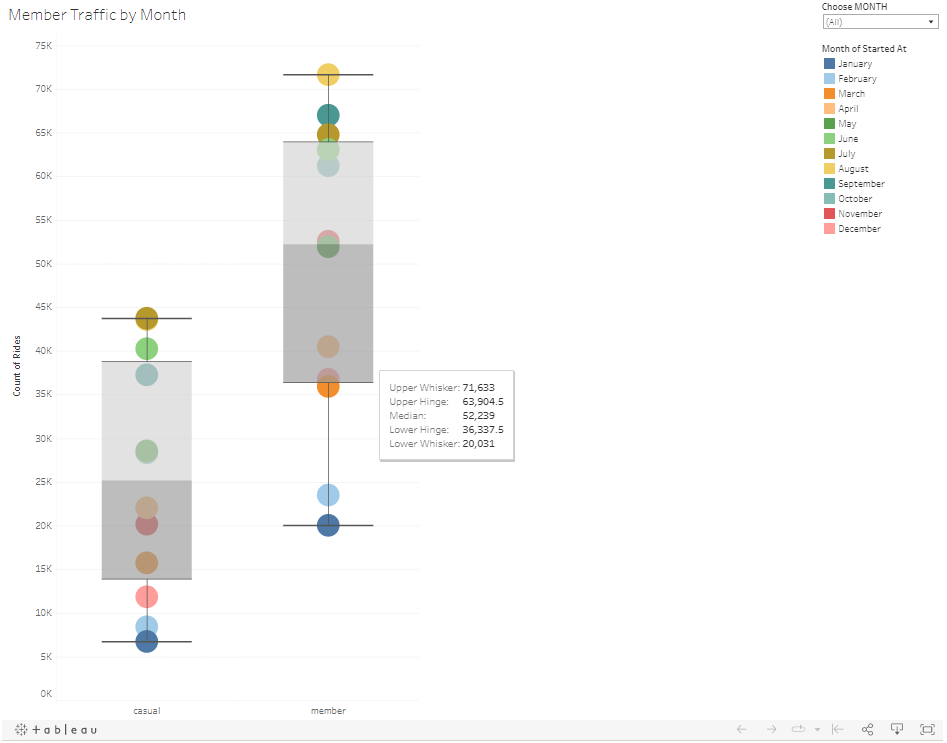 Member Traffic by Month
Choose MONTH
(All)
Month of Started At
January
February
March
April
May
June
July
August
September
October
November
December
Count of Rides
75K
70K
65K
60K
55K
50K
45K
40K
35K
30K
25K
20K
15K
10K
5K
0K
Upper Whisker: 71,633
Upper Hinge: 63,904.5
Median: 52,239
Lower Hinge: 36,337.5
Lower Whisker: 20,031
casual
member
+ a b l e a u